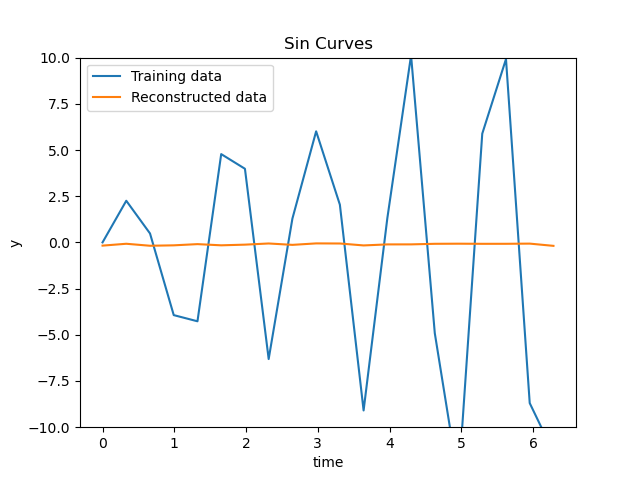 Sin Curves
Training data
Reconstructed data
10.0
7.5
5.0
2.5
0.0
−2.5
−5.0
−7.5
−10.0
y
0 1 2 3 4 5 6
time